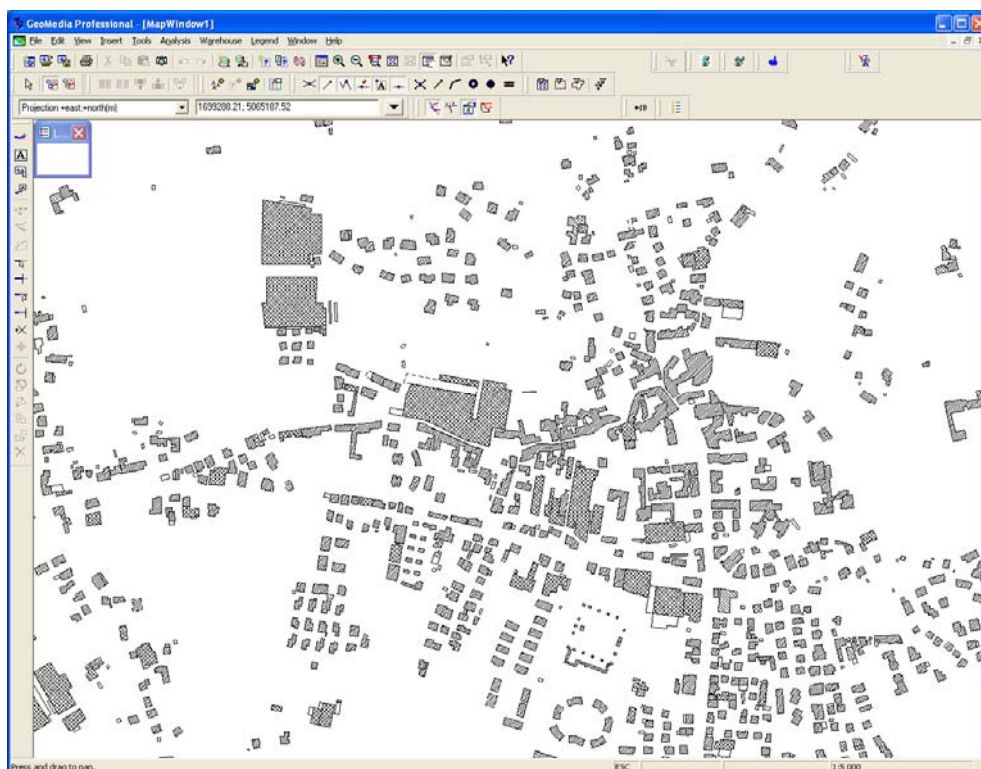 GeoMedia Professional - [MapWindow1]
File Edit View Insert Tools Analysis Warehouse Legend Window Help
Projection +east:+north(m) 1699288.21; 5065187.52
L...
A
Press and drag to pan. ESC 1:5 000